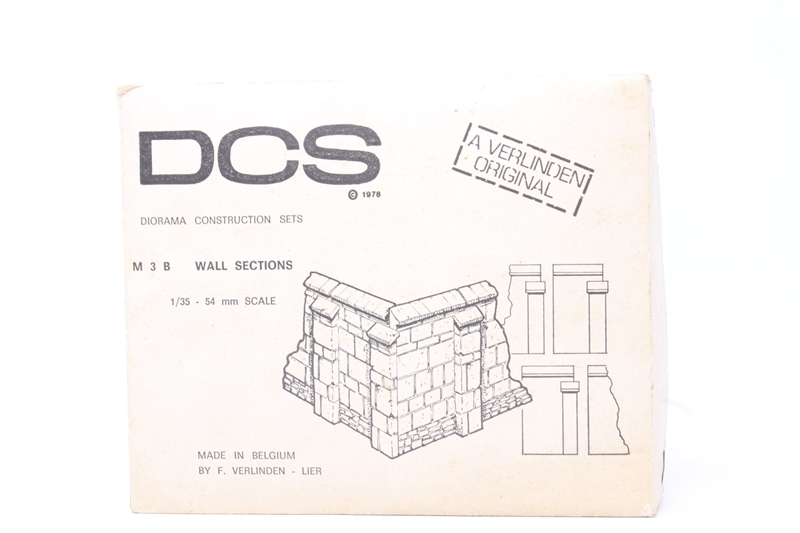 DCS
© 1978
A VERLINDEN
ORIGINAL
DIORAMA CONSTRUCTION SETS
M 3 B WALL SECTIONS
1/35 - 54 mm SCALE
MADE IN BELGIUM
BY F. VERLINDEN - LIER